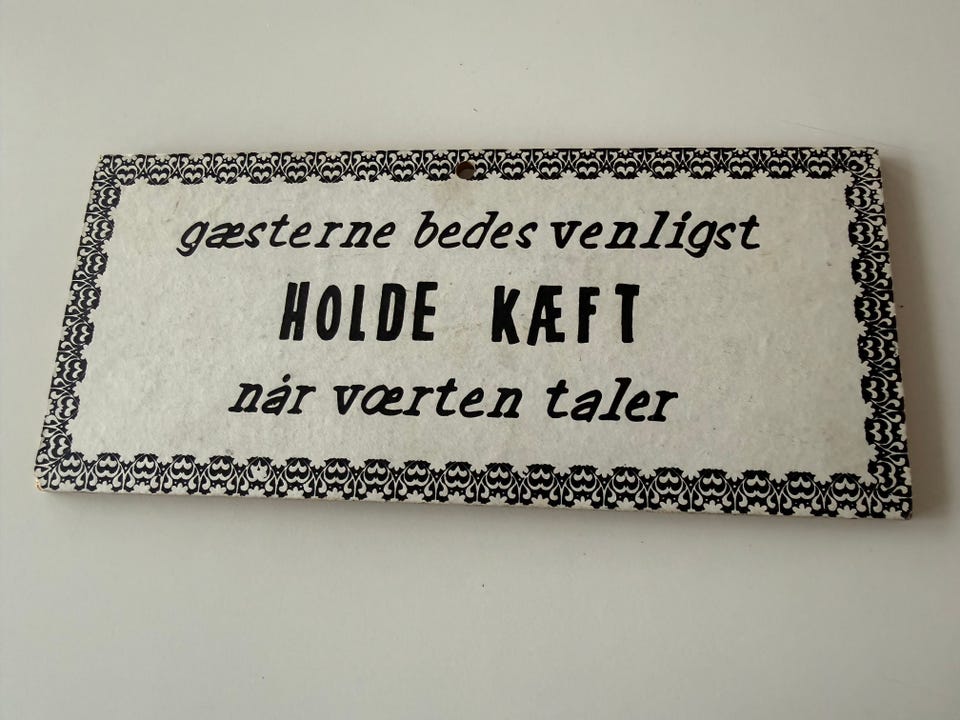 gæsterne bedes venligst
HOLDE KÆFT
når værten taler